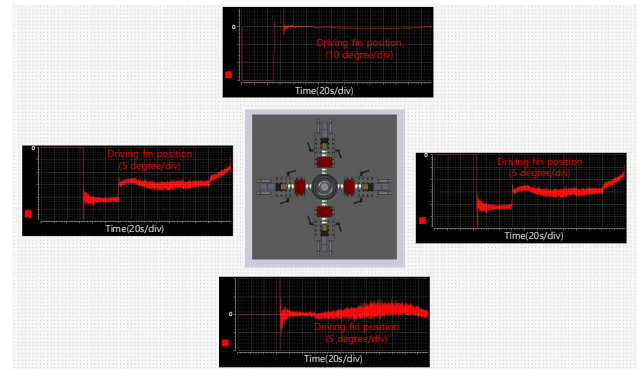 0
Driving fin position
(10 degree/div)
Time(20s/div)
0
Driving fin position
(5 degree/div)
Time(20s/div)
0
Driving fin position
(5 degree/div)
Time(20s/div)
0
Driving fin position
(5 degree/div)
Time(20s/div)